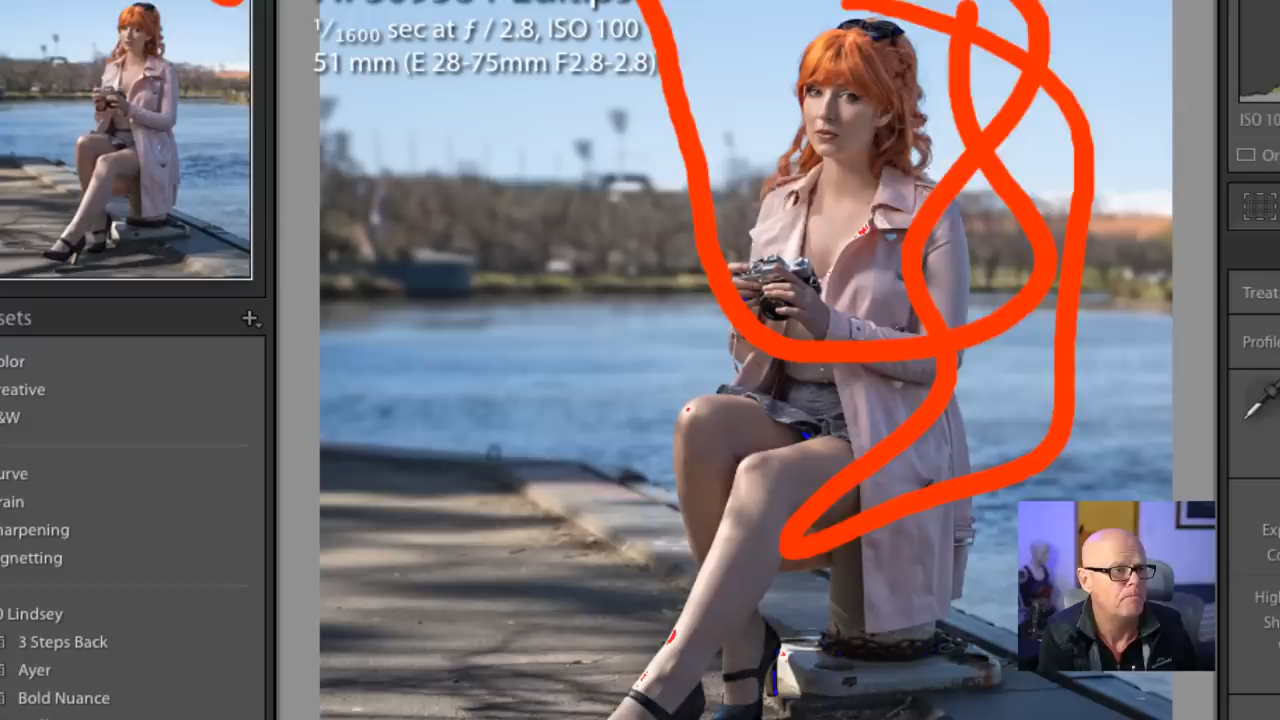 1/1600 sec at ƒ / 2.8, ISO 100
51 mm (E 28-75mm F2.8-2.8)
ISO 10
Or
sets
Treat
Profile
olor
reative
&W
urve
rain
harpening
gnetting
Exp
Co
High
Sh
Lindsey
3 Steps Back
Ayer
Bold Nuance